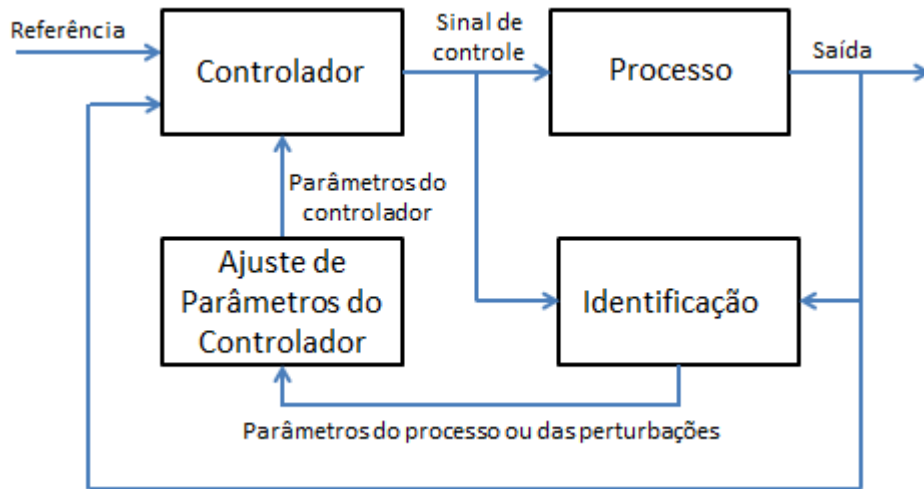 Referência
Controlador
Sinal de
controle
Processo
Saída
Parâmetros do
controlador
Ajuste de
Parâmetros do
Controlador
Identificação
Parâmetros do processo ou das perturbações